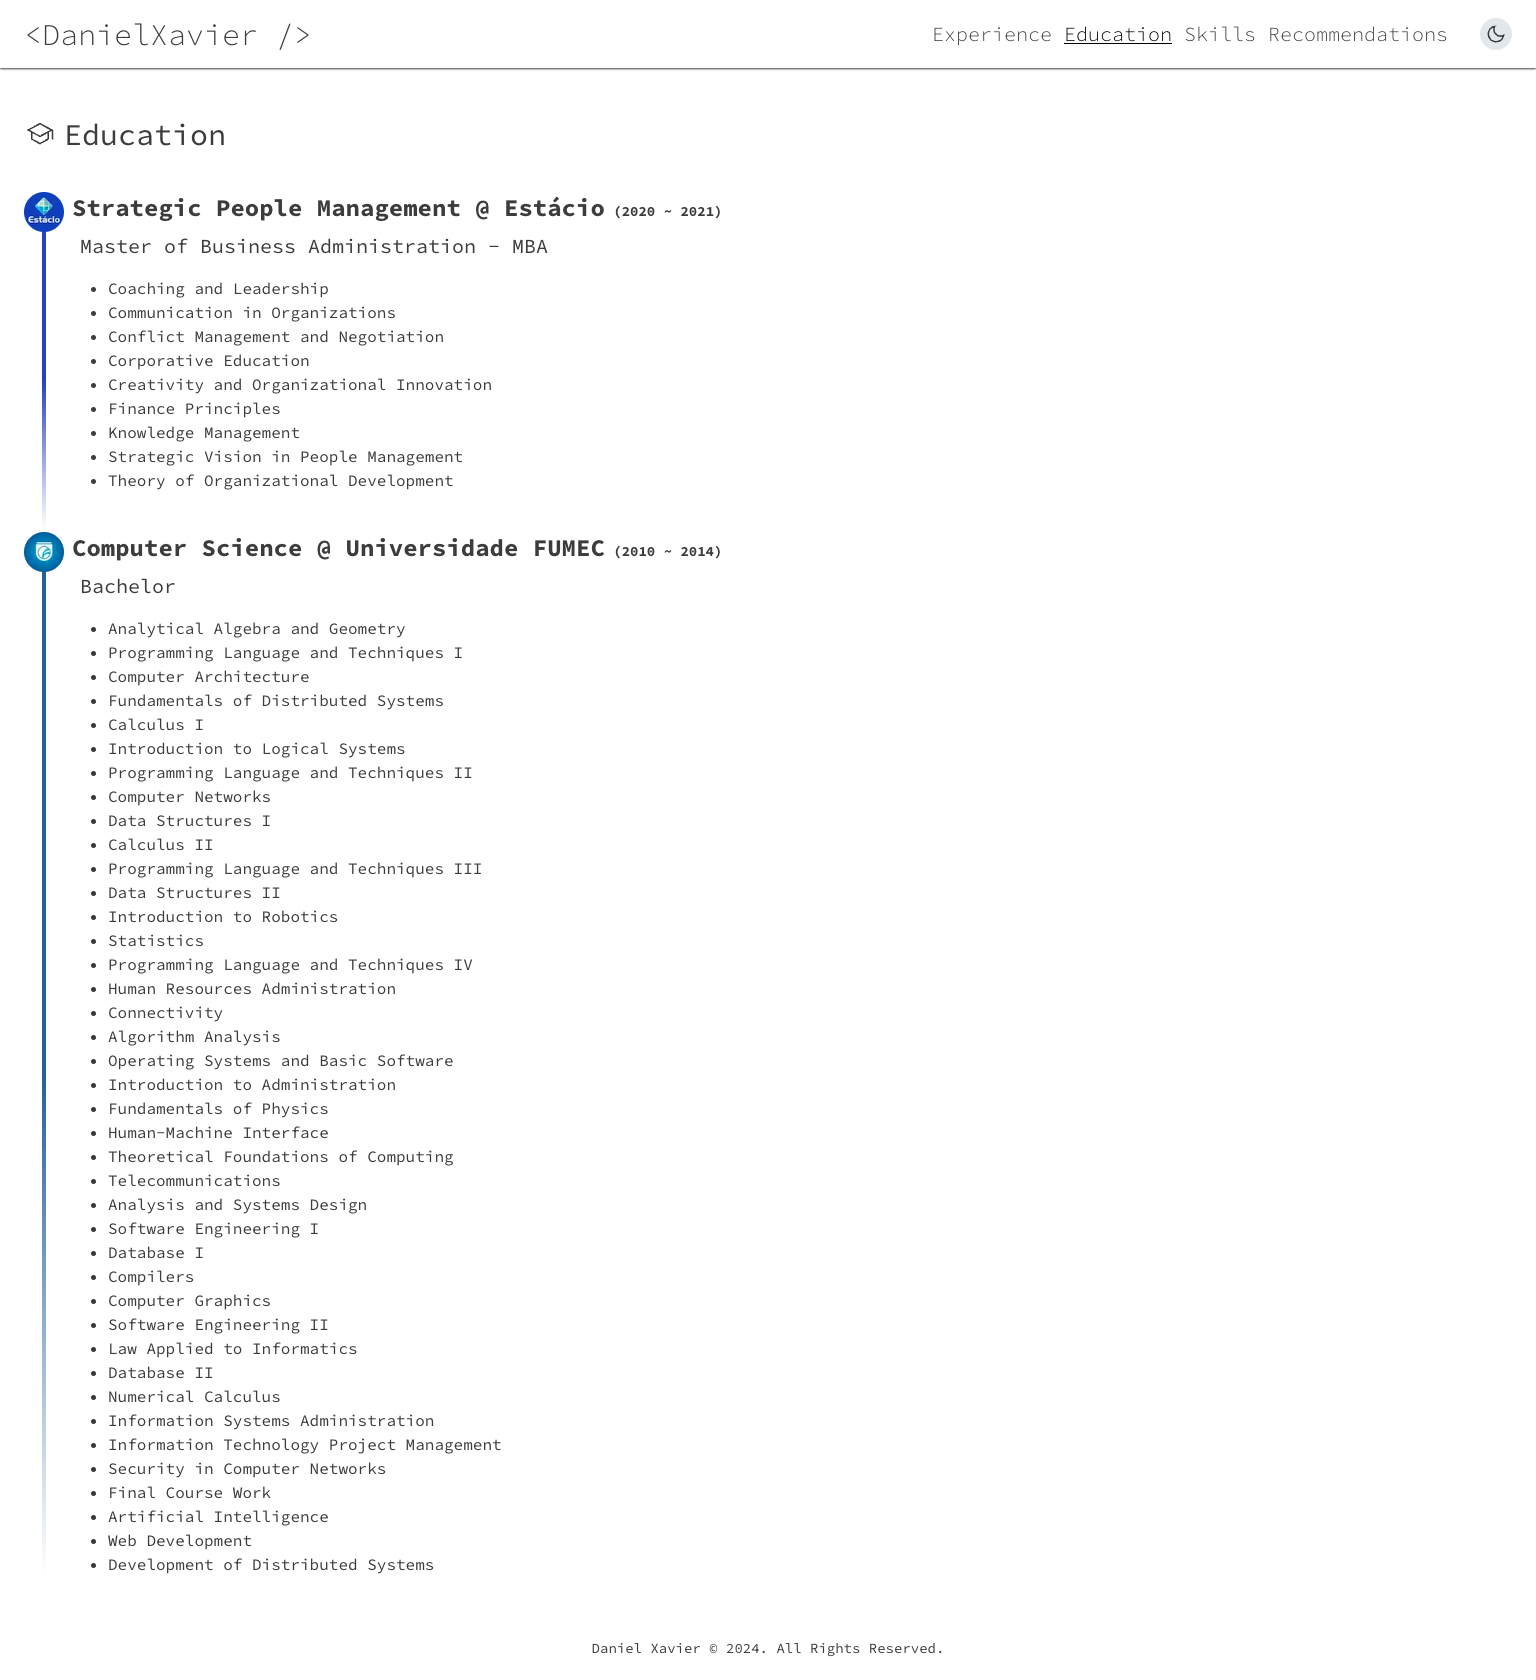 <DanielXavier />
Experience Education Skills Recommendations
Education
Estácio
Strategic People Management @ Estácio (2020 ~ 2021)
Master of Business Administration - MBA
• Coaching and Leadership
• Communication in Organizations
• Conflict Management and Negotiation
• Corporative Education
• Creativity and Organizational Innovation
• Finance Principles
• Knowledge Management
• Strategic Vision in People Management
• Theory of Organizational Development
Computer Science @ Universidade FUMEC (2010 ~ 2014)
Bachelor
• Analytical Algebra and Geometry
• Programming Language and Techniques I
• Computer Architecture
• Fundamentals of Distributed Systems
• Calculus I
• Introduction to Logical Systems
• Programming Language and Techniques II
• Computer Networks
• Data Structures I
• Calculus II
• Programming Language and Techniques III
• Data Structures II
• Introduction to Robotics
• Statistics
• Programming Language and Techniques IV
• Human Resources Administration
• Connectivity
• Algorithm Analysis
• Operating Systems and Basic Software
• Introduction to Administration
• Fundamentals of Physics
• Human-Machine Interface
• Theoretical Foundations of Computing
• Telecommunications
• Analysis and Systems Design
• Software Engineering I
• Database I
• Compilers
• Computer Graphics
• Software Engineering II
• Law Applied to Informatics
• Database II
• Numerical Calculus
• Information Systems Administration
• Information Technology Project Management
• Security in Computer Networks
• Final Course Work
• Artificial Intelligence
• Web Development
• Development of Distributed Systems
Daniel Xavier © 2024. All Rights Reserved.